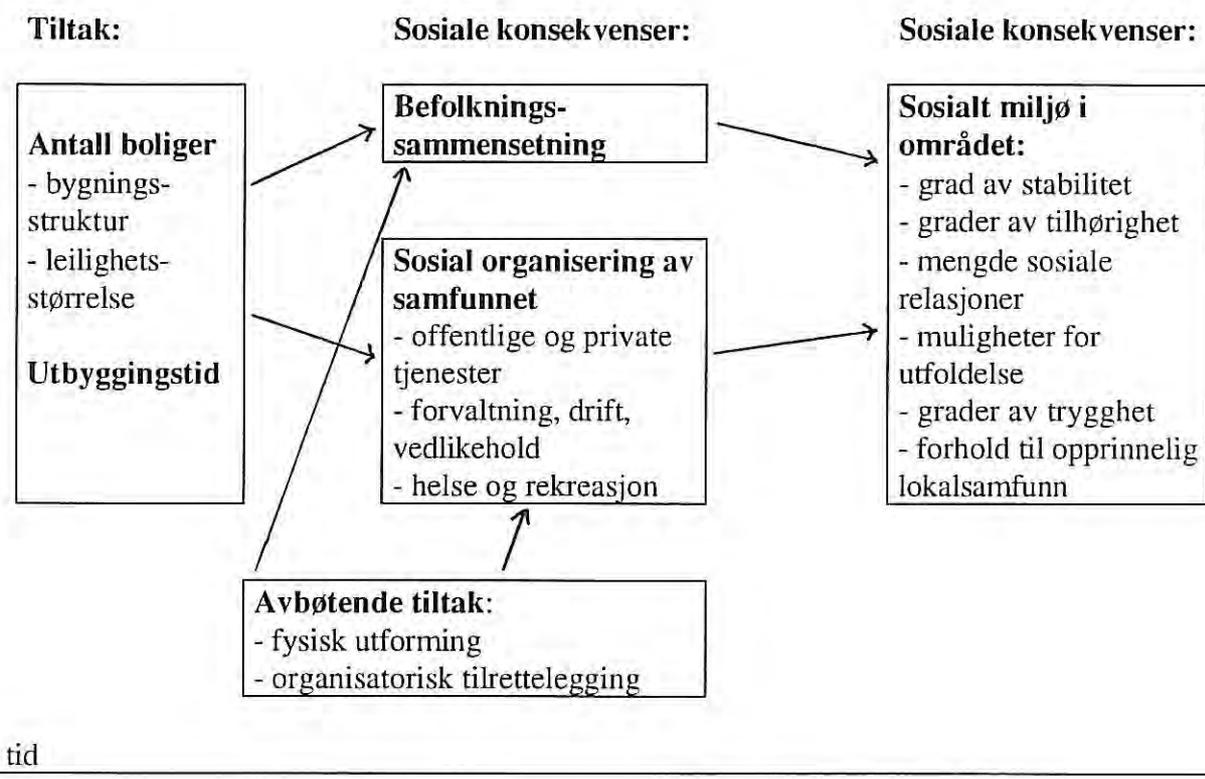 Tiltak:
Sosiale konsekvenser:
Sosiale konsekvenser:
Antall boliger
- bygnings-
struktur
- leilighets-
størrelse
Utbyggingstid
Befolknings-
sammensetning
Sosial organisering av
samfunnet
- offentlige og private
tjenester
- forvaltning, drift,
vedlikehold
- helse og rekreasjon
Sosialt miljø i
området:
- grad av stabilitet
- grader av tilhørighet
- mengde sosiale
relasjoner
- muligheter for
utfoldelse
- grader av trygghet
- forhold til opprinnelig
lokalsamfunn
Avbøtende tiltak:
- fysisk utforming
- organisatorisk tilrettelegging
tid